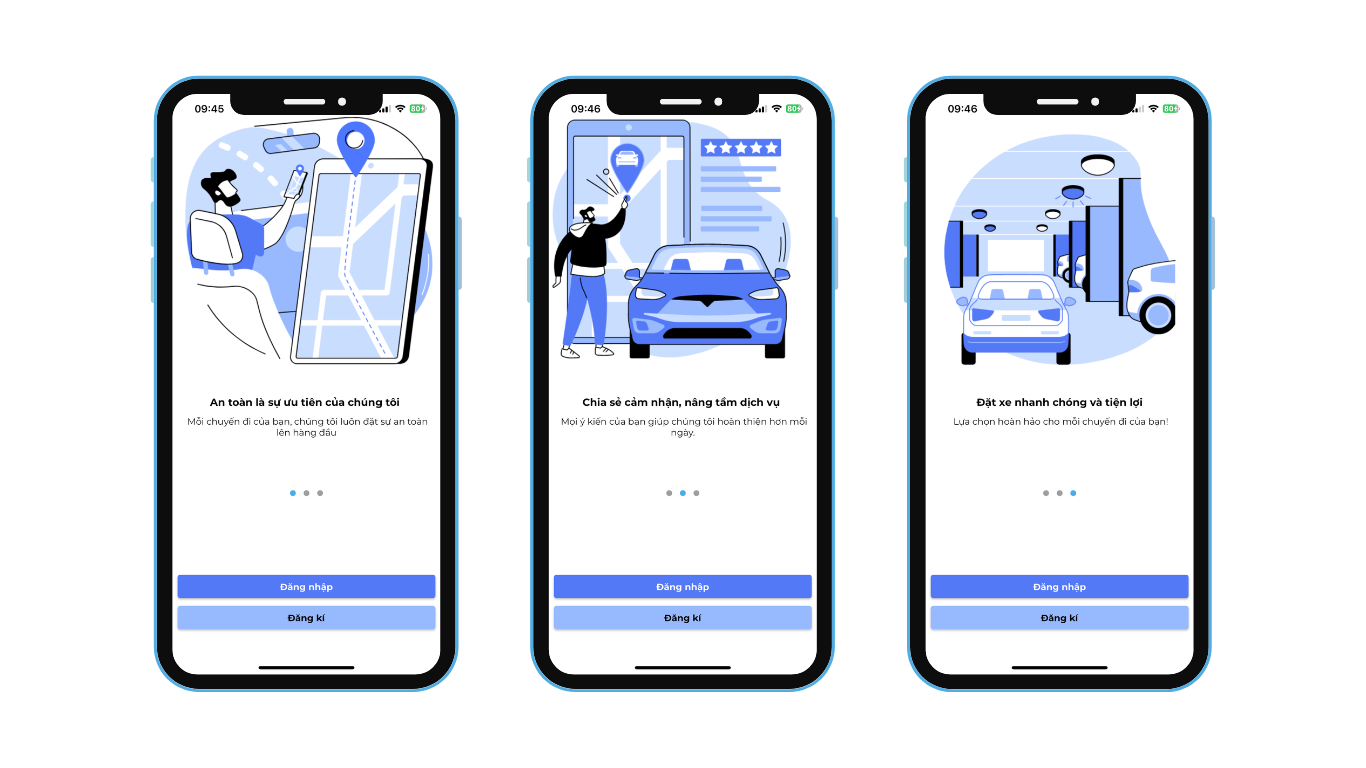 09:45
80
An toàn là sự ưu tiên của chúng tôi
Mỗi chuyến đi của bạn, chúng tôi luôn đặt sự an toàn
lên hàng đầu
Đăng nhập
Đăng kí
09:46
80
Chia sẻ cảm nhận, nâng tầm dịch vụ
Mọi ý kiến của bạn giúp chúng tôi hoàn thiện hơn mỗi
ngày.
Đăng nhập
Đăng kí
09:46
80
Đặt xe nhanh chóng và tiện lợi
Lựa chọn hoàn hảo cho mỗi chuyến đi của bạn!
Đăng nhập
Đăng kí